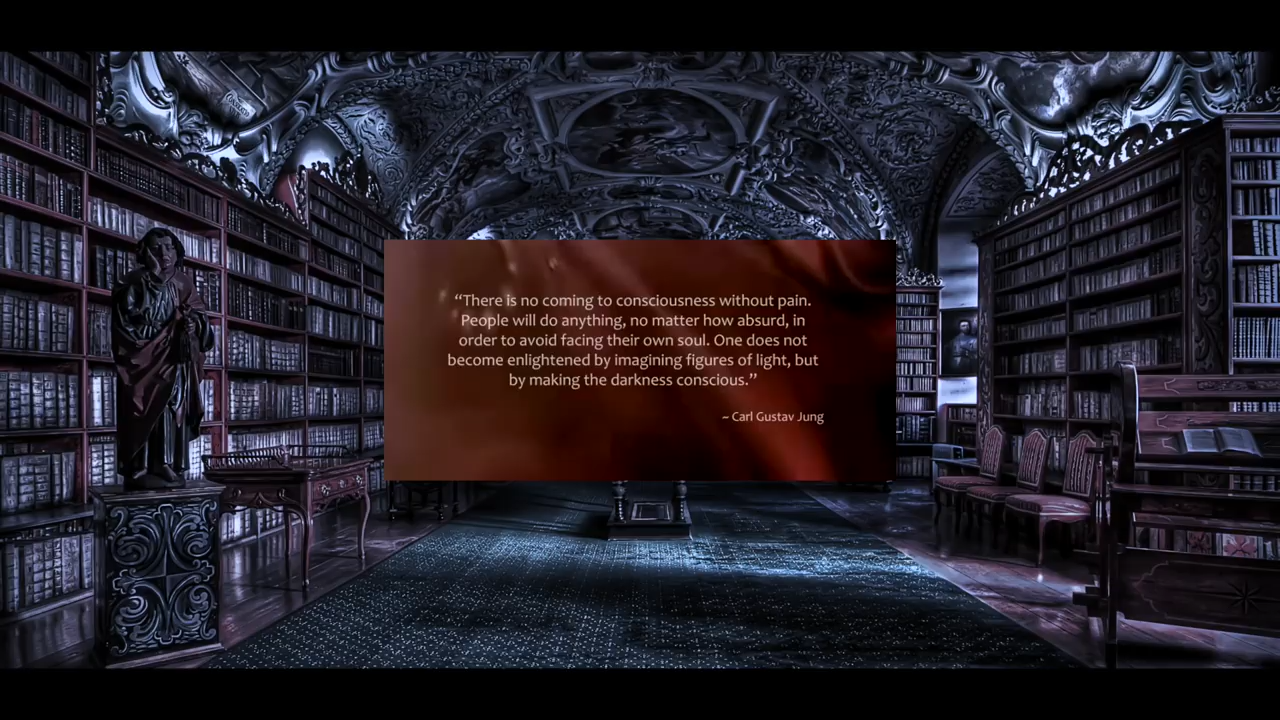 “There is no coming to consciousness without pain.
People will do anything, no matter how absurd, in
order to avoid facing their own soul. One does not
become enlightened by imagining figures of light, but
by making the darkness conscious.”
~ Carl Gustav Jung